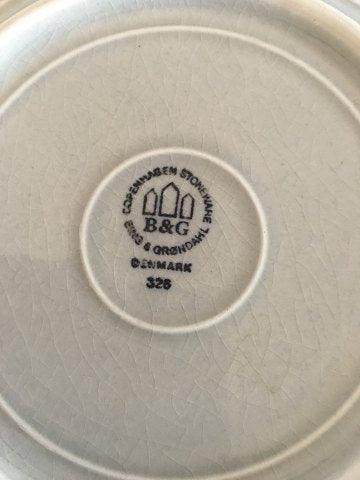 COPENHAGEN STONEWARE
B&G
BING & GRØNDAHL
DENMARK
326